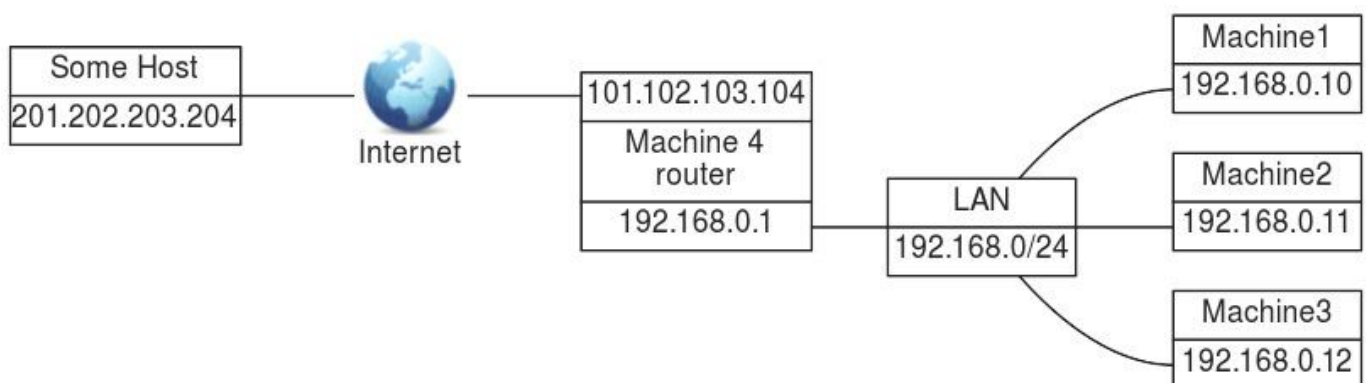 Some Host
201.202.203.204
Internet
101.102.103.104
Machine 4
router
192.168.0.1
LAN
192.168.0/24
Machine1
192.168.0.10
Machine2
192.168.0.11
Machine3
192.168.0.12